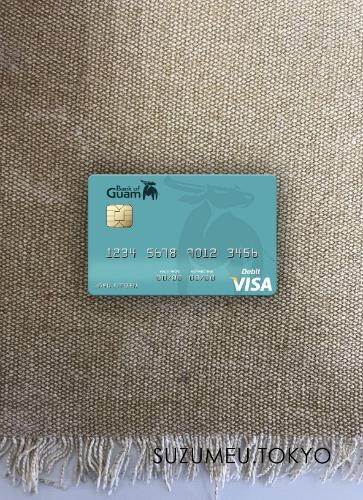 Bank of
Guam
1234 5678 9012 3456
00/00 00/00
Debit
VISA
SUZUMEU TOKYO